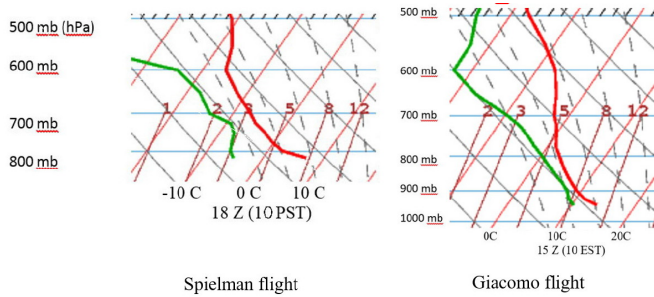 500 mb (hPa)
600 mb
700 mb
800 mb
1 2 3 5 8 12
-10 C 0 C 10 C
18 Z (10 PST)
Spielman flight
500 mb
600 mb
700 mb
800 mb
900 mb
1000 mb
2 3 5 8 12
0C 10C 20C
15 Z (10 EST)
Giacomo flight